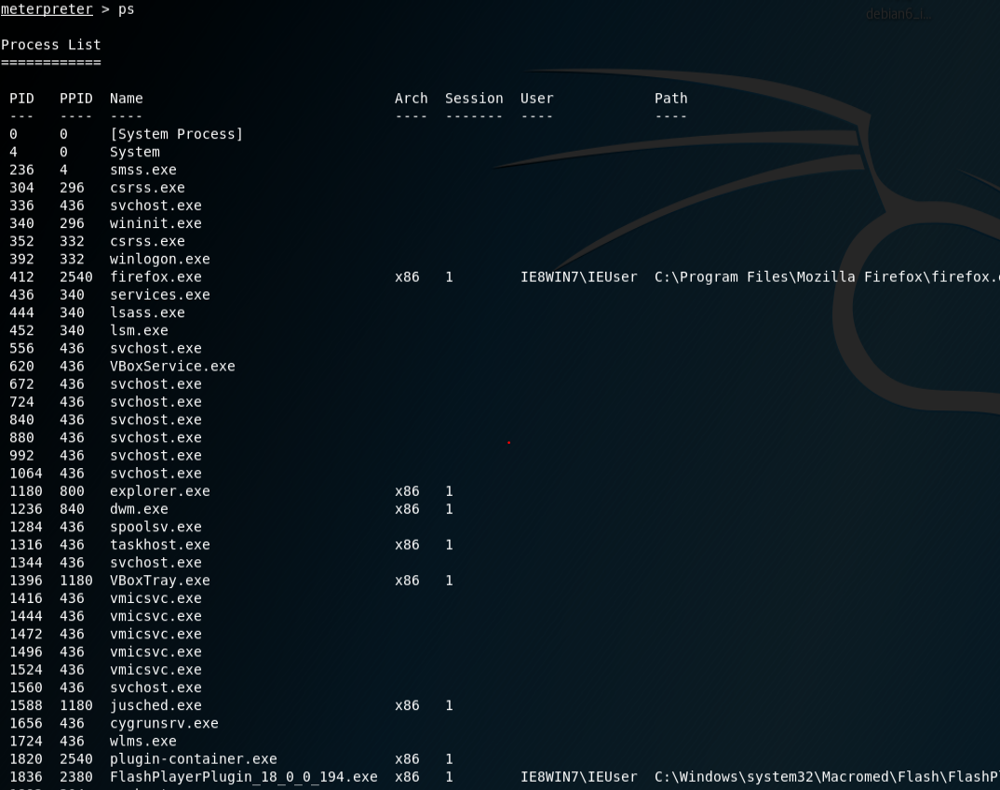 meterpreter > ps
debian6_i...
Process List
============
PID PPID Name Arch Session User Path
--- ---- ---- ---- ------- ---- ----
0 0 [System Process]
4 0 System
236 4 smss.exe
304 296 csrss.exe
336 436 svchost.exe
340 296 wininit.exe
352 332 csrss.exe
392 332 winlogon.exe
412 2540 firefox.exe x86 1 IE8WIN7\IEUser C:\Program Files\Mozilla Firefox\firefox.
436 340 services.exe
444 340 lsass.exe
452 340 lsm.exe
556 436 svchost.exe
620 436 VBoxService.exe
672 436 svchost.exe
724 436 svchost.exe
840 436 svchost.exe
880 436 svchost.exe
992 436 svchost.exe
1064 436 svchost.exe
1180 800 explorer.exe x86 1
1236 840 dwm.exe x86 1
1284 436 spoolsv.exe
1316 436 taskhost.exe x86 1
1344 436 svchost.exe
1396 1180 VBoxTray.exe x86 1
1416 436 vmicsvc.exe
1444 436 vmicsvc.exe
1472 436 vmicsvc.exe
1496 436 vmicsvc.exe
1524 436 vmicsvc.exe
1560 436 svchost.exe
1588 1180 jusched.exe x86 1
1656 436 cygrunsrv.exe
1724 436 wlms.exe
1820 2540 plugin-container.exe x86 1
1836 2380 FlashPlayerPlugin_18_0_0_194.exe x86 1 IE8WIN7\IEUser C:\Windows\system32\Macromed\Flash\FlashP